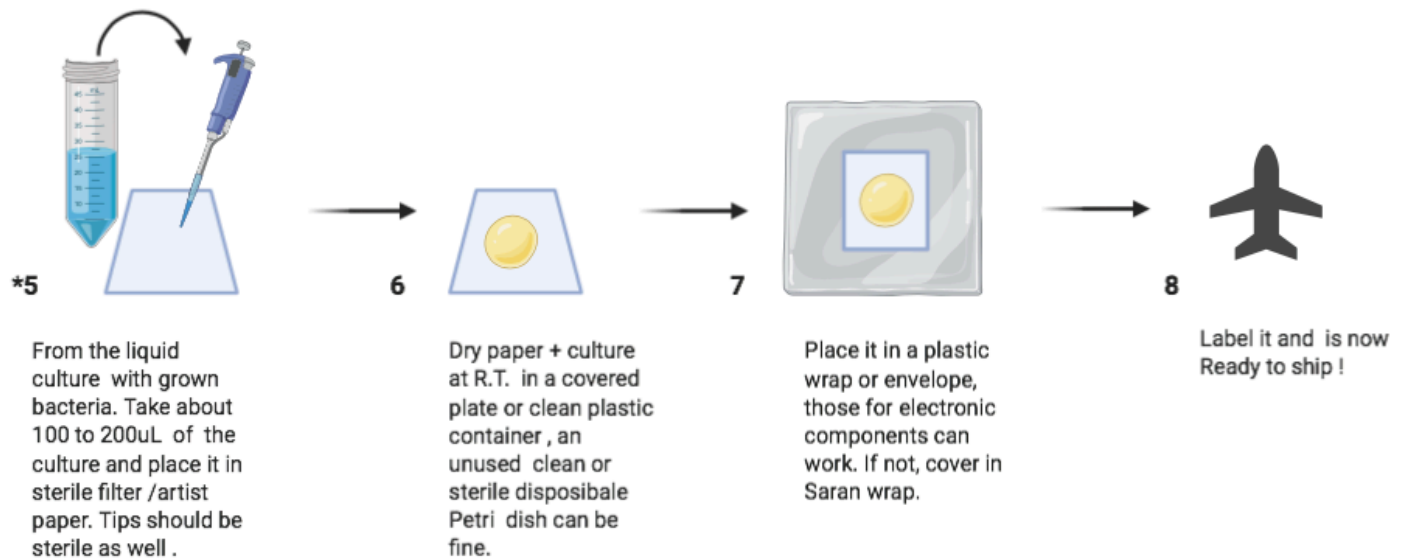 *5
From the liquid
culture with grown
bacteria. Take about
100 to 200uL of the
culture and place it in
sterile filter /artist
paper. Tips should be
sterile as well .
6
Dry paper + culture
at R.T. in a covered
plate or clean plastic
container , an
unused clean or
sterile disposibale
Petri dish can be
fine.
7
Place it in a plastic
wrap or envelope,
those for electronic
components can
work. If not, cover in
Saran wrap.
8
Label it and is now
Ready to ship !